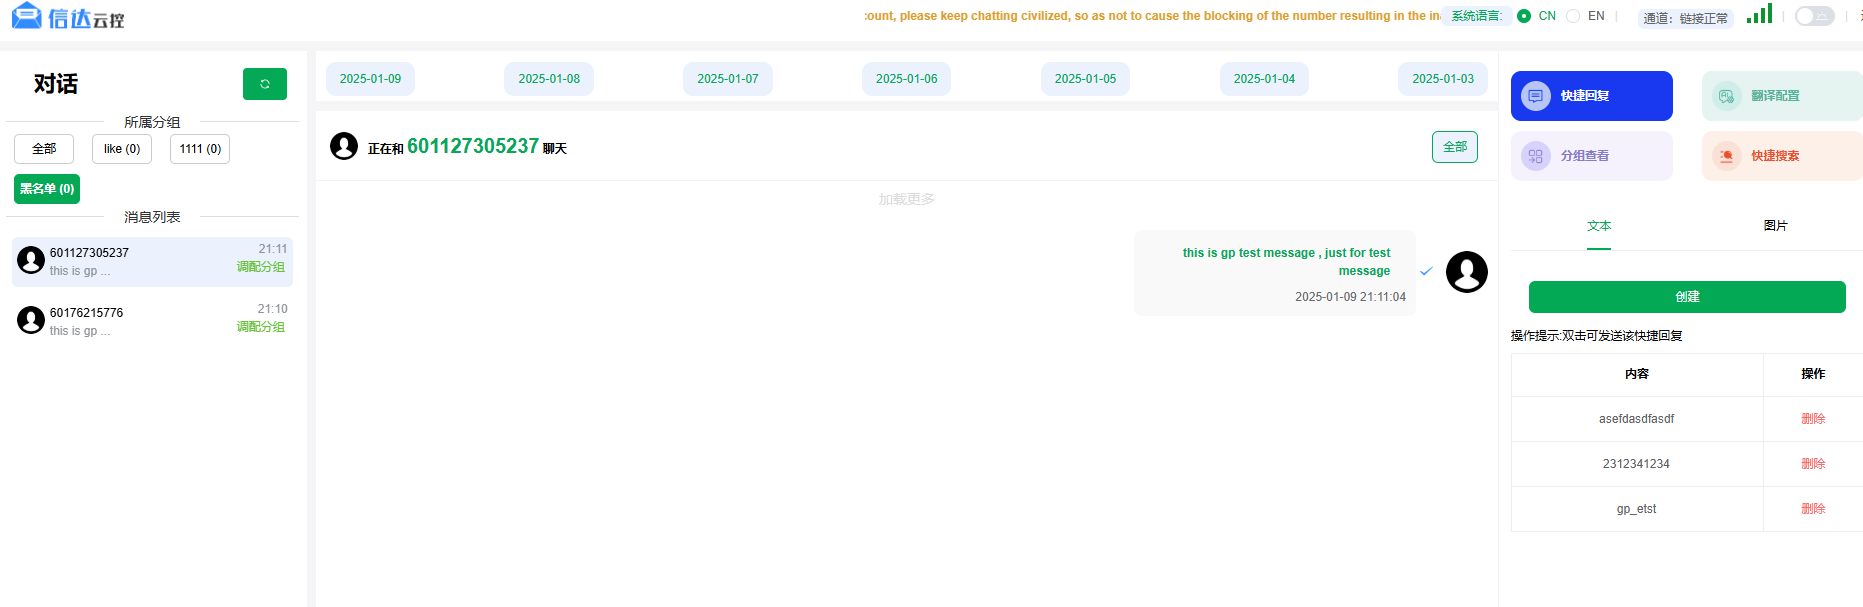 信达云控
:ount, please keep chatting civilized, so as not to cause the blocking of the number resulting in the ina
系统语言:
CN
EN
通道：链接正常
对话
所属分组
全部
like (0)
1111 (0)
黑名单 (0)
消息列表
601127305237
21:11
this is gp ...
调配分组
60176215776
21:10
this is gp ...
调配分组
2025-01-09
2025-01-08
2025-01-07
2025-01-06
2025-01-05
2025-01-04
2025-01-03
正在和 601127305237 聊天
全部
加载更多
this is gp test message , just for test
message
2025-01-09 21:11:04
快捷回复
翻译配置
分组查看
快捷搜索
文本
图片
创建
操作提示:双击可发送该快捷回复
内容
操作
asefdasdfasdf
删除
2312341234
删除
gp_etst
删除